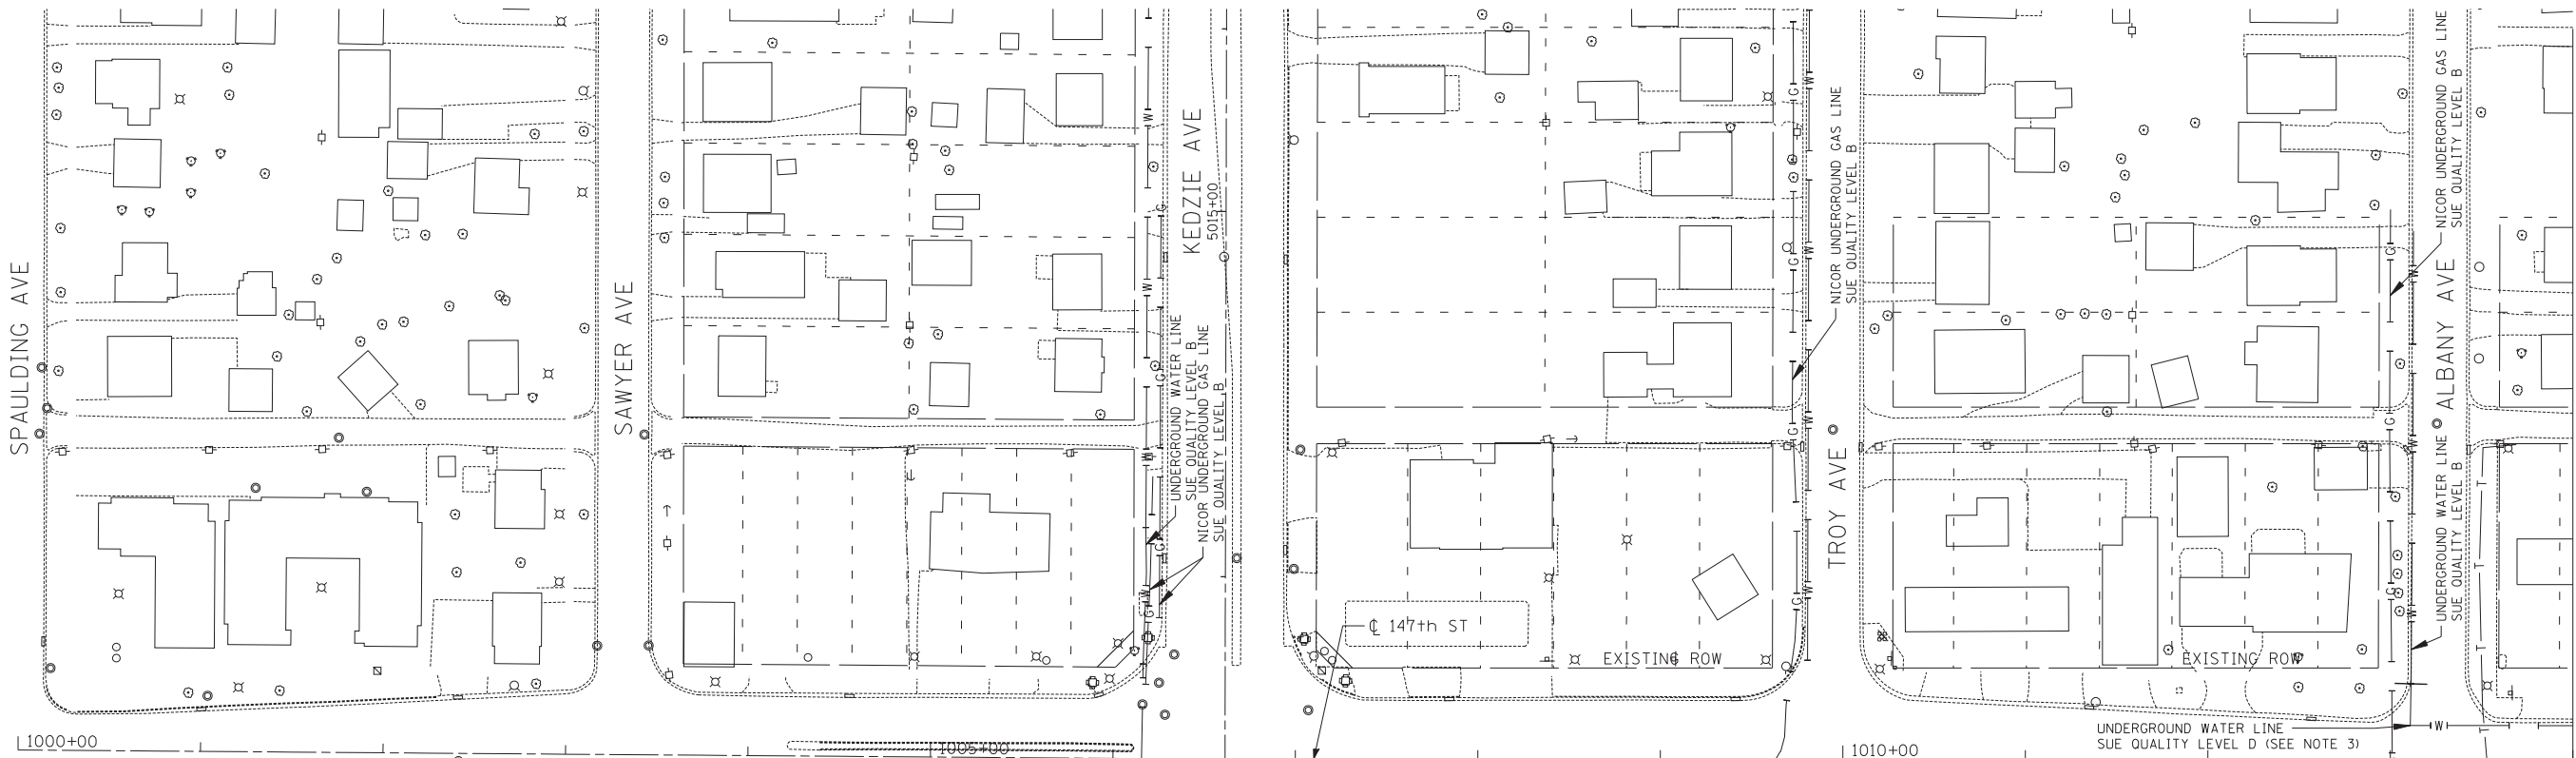 SPAULDING AVE
SAWYER AVE
KEDZIE AVE
5015+00
UNDERGROUND WATER LINE
SUE QUALITY LEVEL B
NICOR UNDERGROUND GAS LINE
SUE QUALITY LEVEL B
NICOR UNDERGROUND GAS LINE
SUE QUALITY LEVEL B
TROY AVE
NICOR UNDERGROUND GAS LINE
SUE QUALITY LEVEL B
ALBANY AVE
UNDERGROUND WATER LINE
SUE QUALITY LEVEL B
℄ 147th ST
EXISTING ROW
EXISTING ROW
UNDERGROUND WATER LINE
SUE QUALITY LEVEL D (SEE NOTE 3)
1000+00
1005+00
1010+00
W
W
W
W
W
G
G
G
G
G
G
G
G
G
W
W
W
W
W
G
G
G
W
W
W
W
T
T
T
T